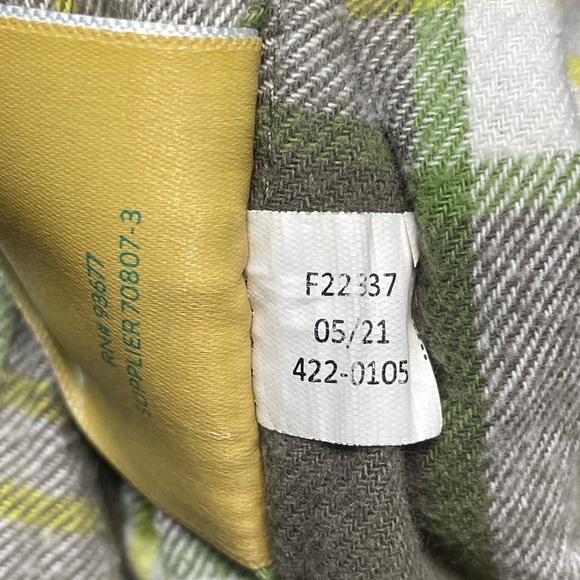 RN# 93677
SUPPLIER 70807-3
F22337
05/21
422-0105